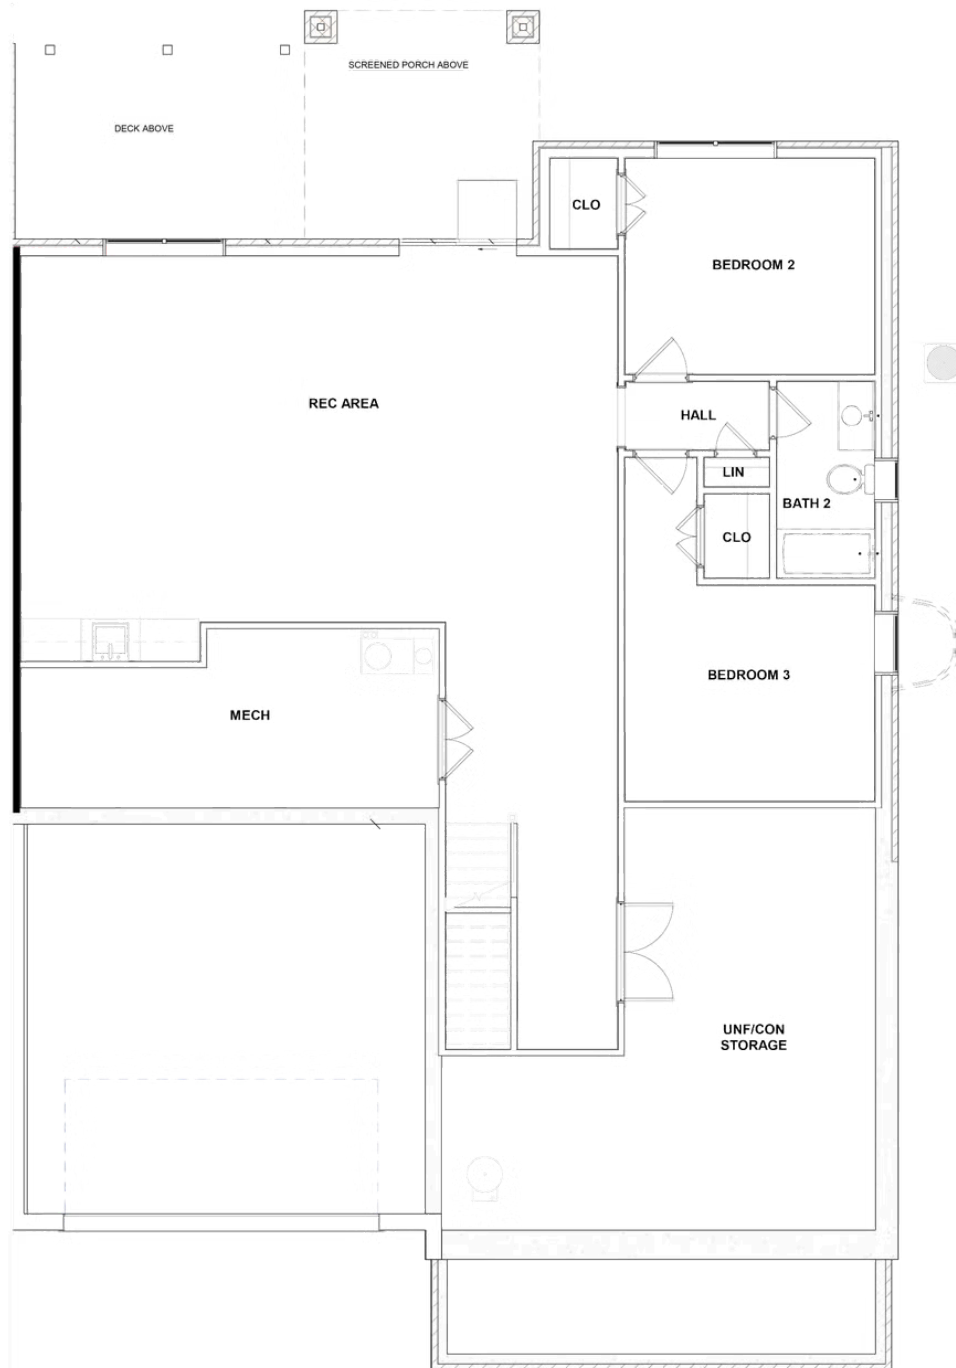 SCREENED PORCH ABOVE
DECK ABOVE
CLO
BEDROOM 2
REC AREA
HALL
LIN
BATH 2
CLO
BEDROOM 3
MECH
UNF/CON
STORAGE